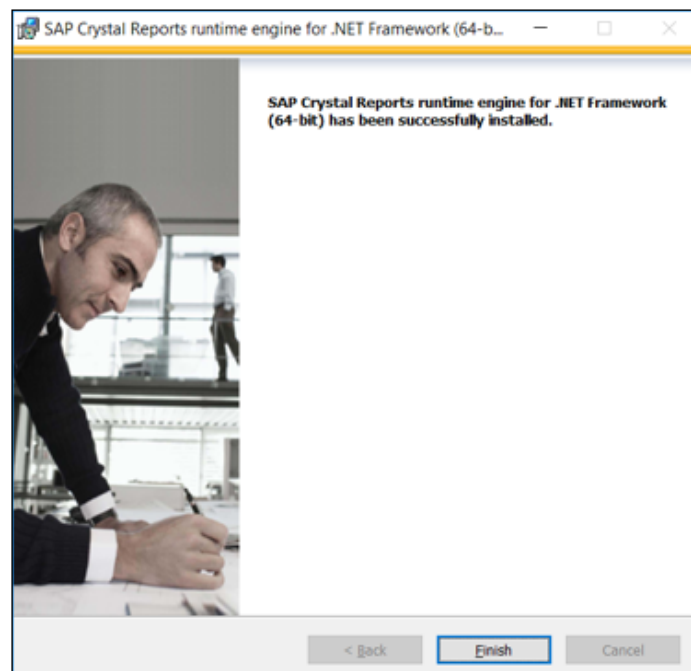 SAP Crystal Reports runtime engine for .NET Framework (64-b...
SAP Crystal Reports runtime engine for .NET Framework
(64-bit) has been successfully installed.
< Back
Finish
Cancel